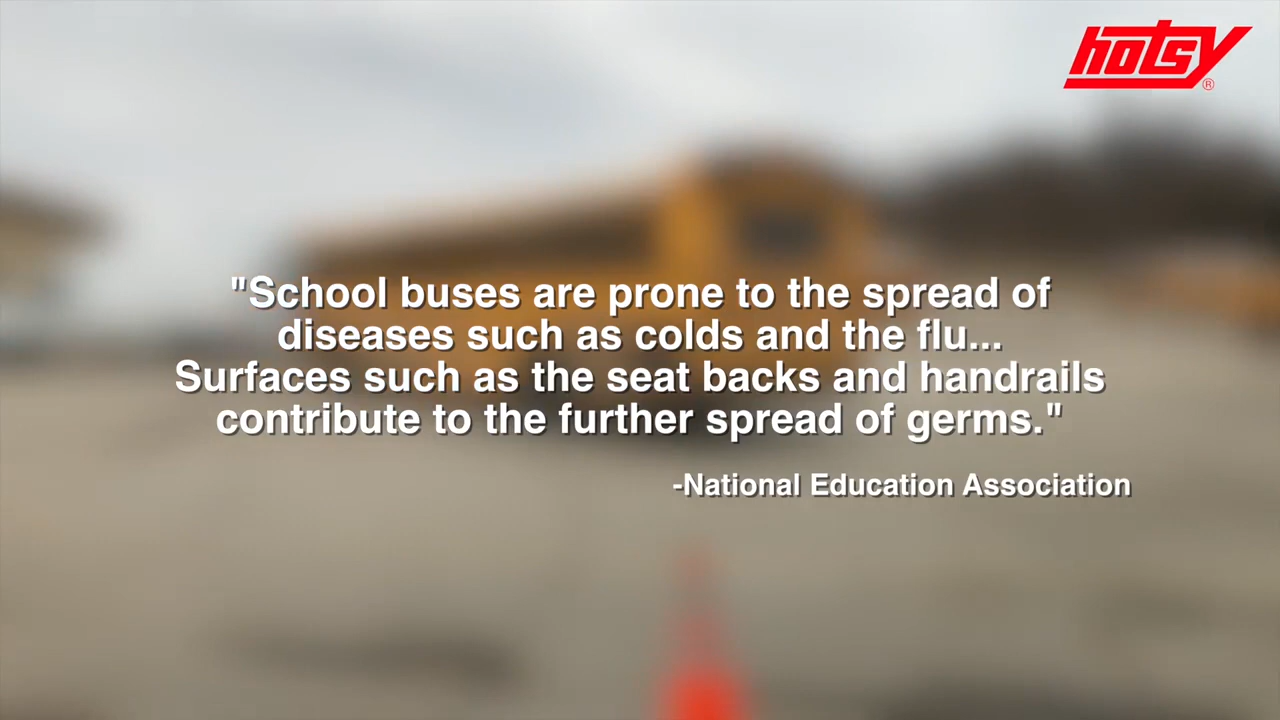 hotsy
®
"School buses are prone to the spread of
diseases such as colds and the flu...
Surfaces such as the seat backs and handrails
contribute to the further spread of germs."
-National Education Association